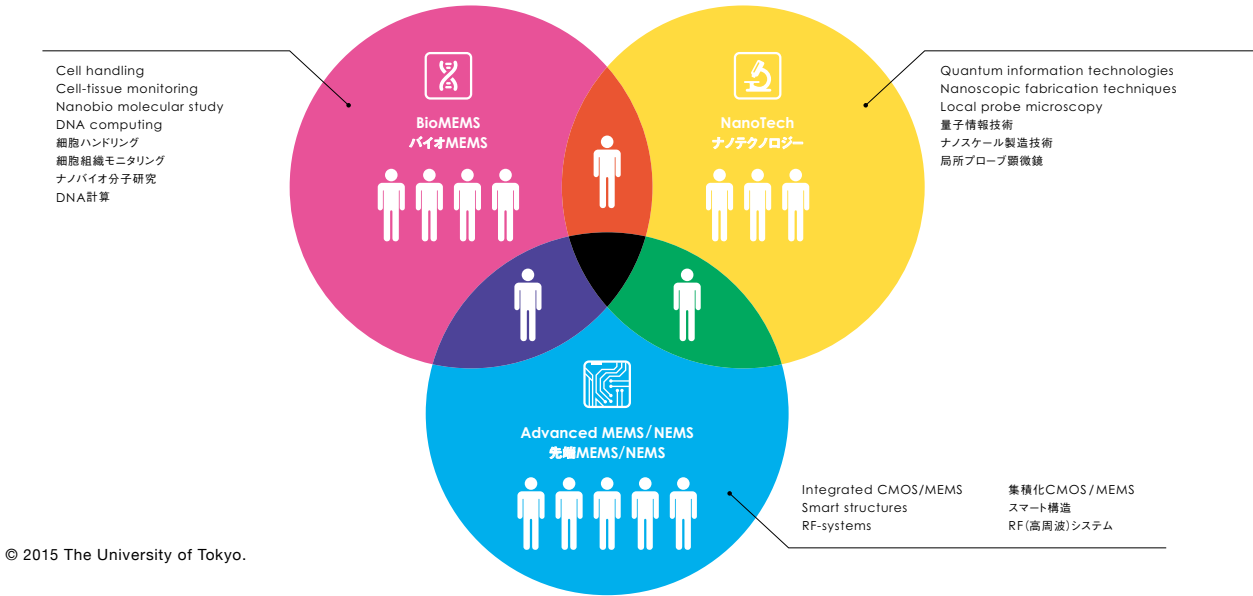 Cell handling
Cell-tissue monitoring
Nanobio molecular study
DNA computing
細胞ハンドリング
細胞組織モニタリング
ナノバイオ分子研究
DNA計算
BioMEMS
バイオMEMS
NanoTech
ナノテクノロジー
Quantum information technologies
Nanoscopic fabrication techniques
Local probe microscopy
量子情報技術
ナノスケール製造技術
局所プローブ顕微鏡
Advanced MEMS/NEMS
先端MEMS/NEMS
Integrated CMOS/MEMS
Smart structures
RF-systems
集積化CMOS/MEMS
スマート構造
RF(高周波)システム
© 2015 The University of Tokyo.